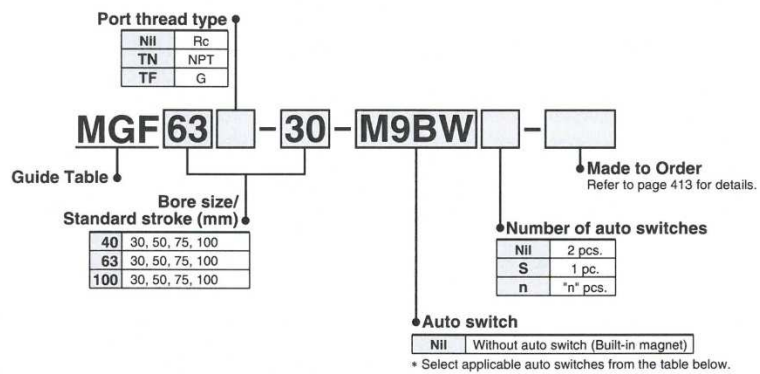 Port thread type
Nil Rc
TN NPT
TF G
MGF 63 - 30 - M9BW -
Guide Table
Bore size/
Standard stroke (mm)
40 30, 50, 75, 100
63 30, 50, 75, 100
100 30, 50, 75, 100
Made to Order
Refer to page 413 for details.
Number of auto switches
Nil 2 pcs.
S 1 pc.
n "n" pcs.
Auto switch
Nil Without auto switch (Built-in magnet)
* Select applicable auto switches from the table below.